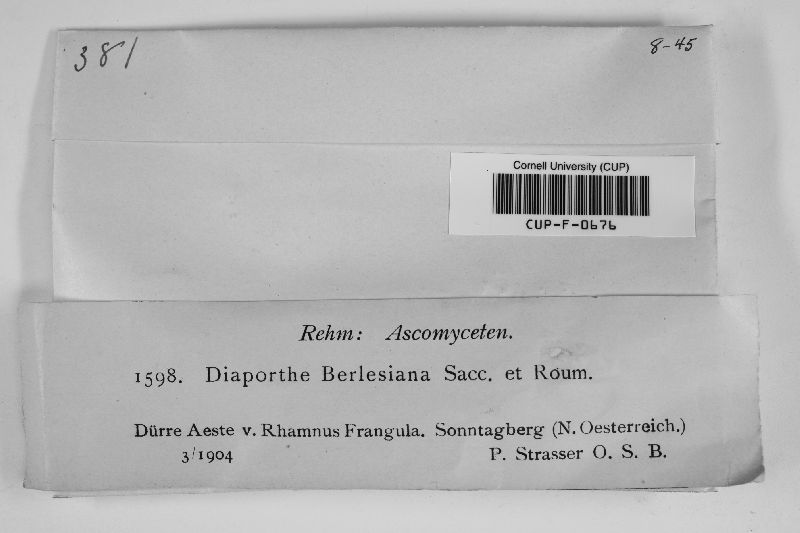 381
8-45
Cornell University (CUP)
CUP-F-0676
Rehm: Ascomyceten.
1598. Diaporthe Berlesiana Sacc. et Roum.
Dürre Aeste v. Rhamnus Frangula. Sonntagberg (N. Oesterreich.)
3/1904 P. Strasser O. S. B.